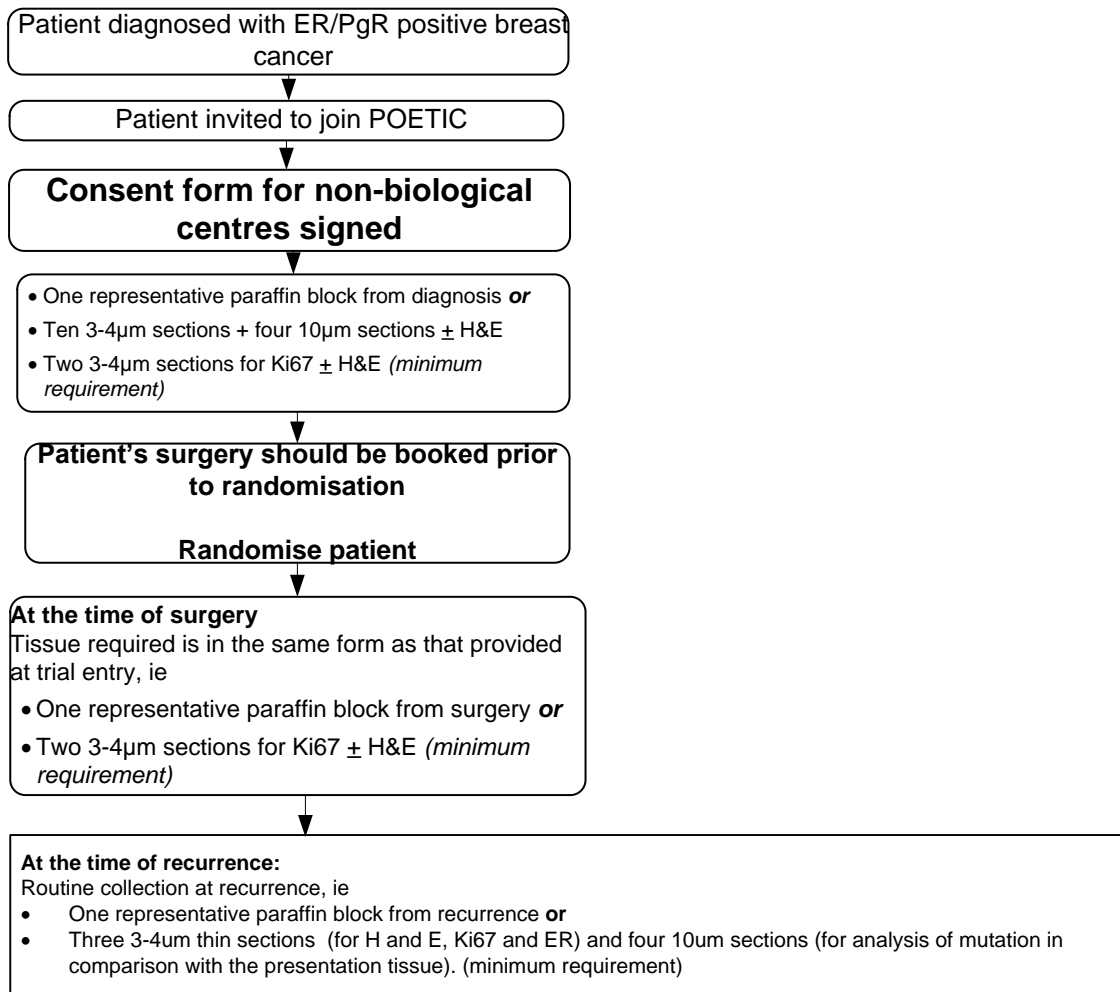 Patient diagnosed with ER/PgR positive breast
cancer
Patient invited to join POETIC
Consent form for non-biological
centres signed
• One representative paraffin block from diagnosis or
• Ten 3-4µm sections + four 10µm sections ± H&E
• Two 3-4µm sections for Ki67 ± H&E (minimum
requirement)
Patient's surgery should be booked prior
to randomisation
Randomise patient
At the time of surgery
Tissue required is in the same form as that provided
at trial entry, ie
• One representative paraffin block from surgery or
• Two 3-4µm sections for Ki67 ± H&E (minimum
requirement)
At the time of recurrence:
Routine collection at recurrence, ie
• One representative paraffin block from recurrence or
• Three 3-4um thin sections (for H and E, Ki67 and ER) and four 10um sections (for analysis of mutation in
comparison with the presentation tissue). (minimum requirement)